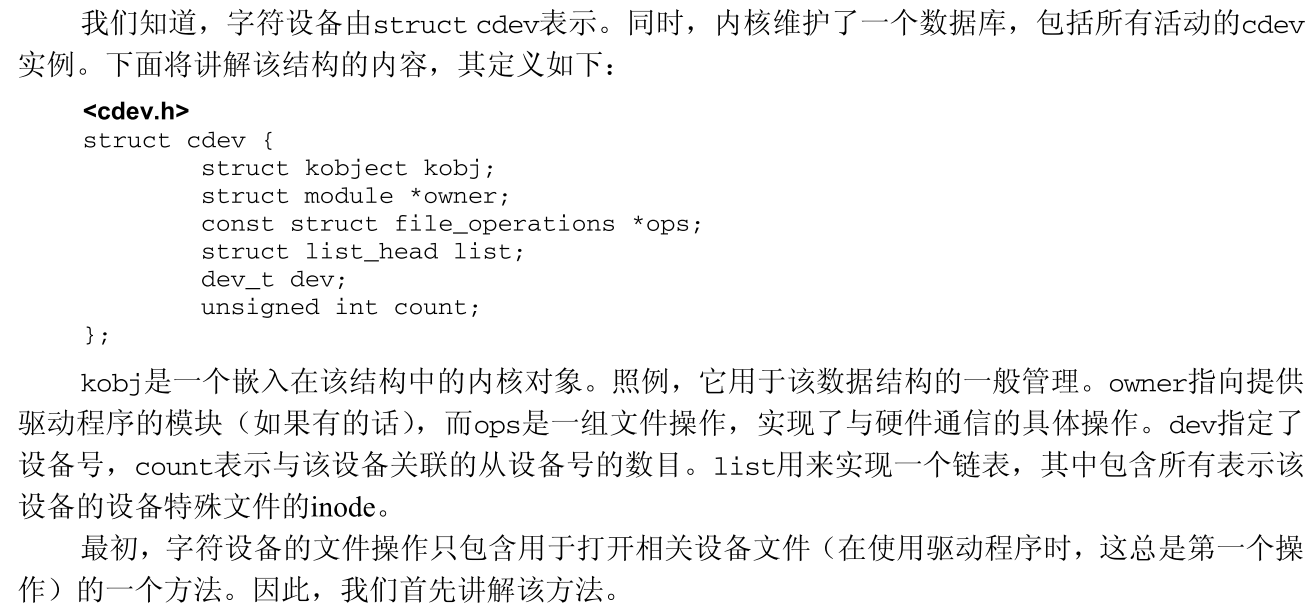 我们知道，字符设备由struct cdev表示。同时，内核维护了一个数据库，包括所有活动的cdev
实例。下面将讲解该结构的内容，其定义如下：
<cdev.h>
struct cdev {
struct kobject kobj;
struct module *owner;
const struct file_operations *ops;
struct list_head list;
dev_t dev;
unsigned int count;
};
kobj是一个嵌入在该结构中的内核对象。照例，它用于该数据结构的一般管理。owner指向提供
驱动程序的模块（如果有的话），而ops是一组文件操作，实现了与硬件通信的具体操作。dev指定了
设备号，count表示与该设备关联的从设备号的数目。list用来实现一个链表，其中包含所有表示该
设备的设备特殊文件的inode。
最初，字符设备的文件操作只包含用于打开相关设备文件（在使用驱动程序时，这总是第一个操
作）的一个方法。因此，我们首先讲解该方法。